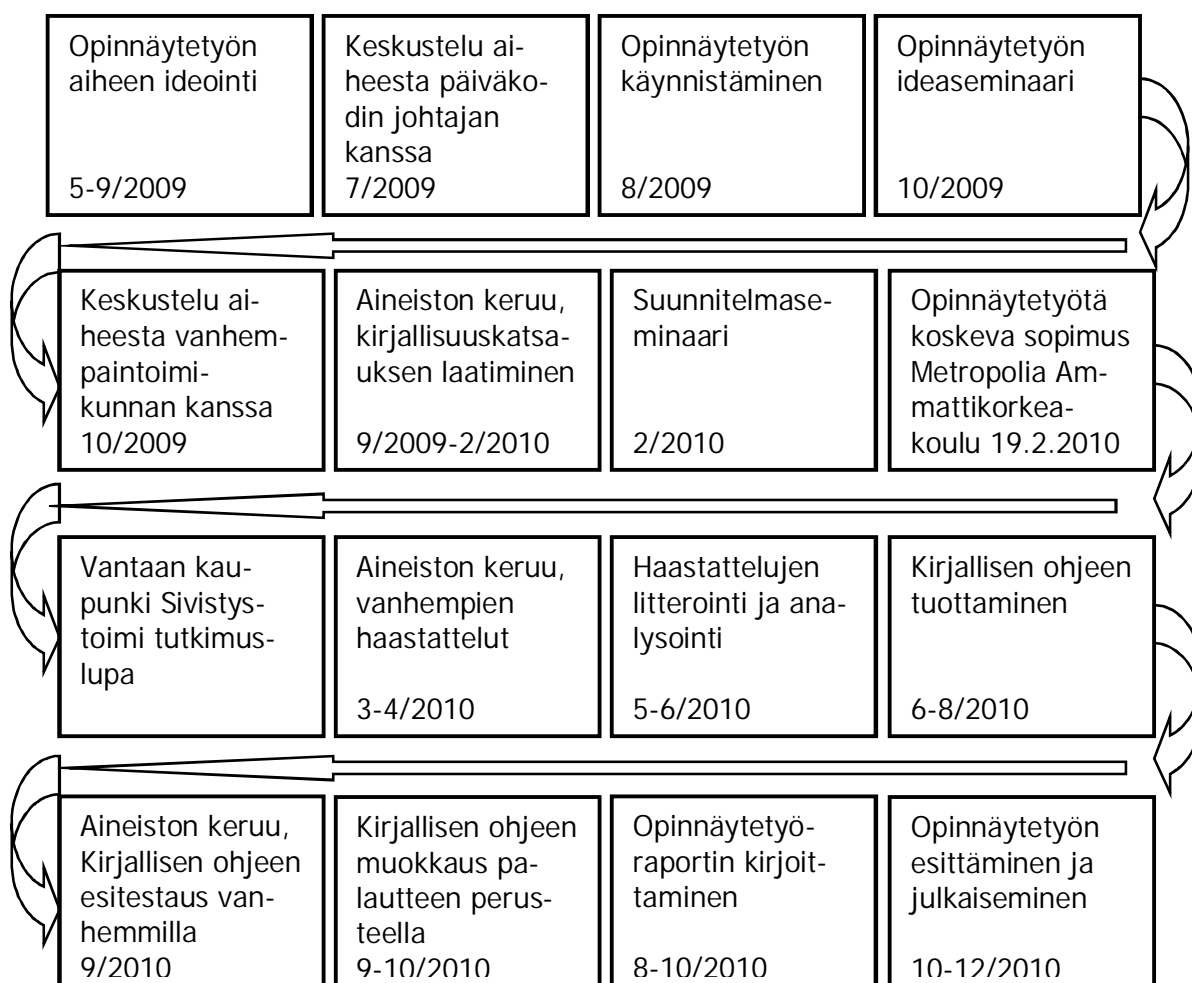 Opinnäytetyön
aiheen ideointi
5-9/2009
Keskustelu ai-
heesta päiväko-
din johtajan
kanssa
7/2009
Opinnäytetyön
käynnistäminen
8/2009
Opinnäytetyön
ideaseminaari
10/2009
Keskustelu ai-
heesta vanhem-
paintoimi-
kunnan kanssa
10/2009
Aineiston keruu,
kirjallisuuskatsa-
uksen laatiminen
9/2009-2/2010
Suunnitelmase-
minaari
2/2010
Opinnäytetyötä
koskeva sopimus
Metropolia Am-
mattikorkea-
koulu 19.2.2010
Vantaan kau-
punki Sivistys-
toimi tutkimus-
lupa
Aineiston keruu,
vanhempien
haastattelut
3-4/2010
Haastattelujen
litterointi ja ana-
lysointi
5-6/2010
Kirjallisen ohjeen
tuottaminen
6-8/2010
Aineiston keruu,
Kirjallisen ohjeen
esitestaus van-
hemmilla
9/2010
Kirjallisen ohjeen
muokkaus pa-
lautteen perus-
teella
9-10/2010
Opinnäytetyö-
raportin kirjoit-
taminen
8-10/2010
Opinnäytetyön
esittäminen ja
julkaiseminen
10-12/2010